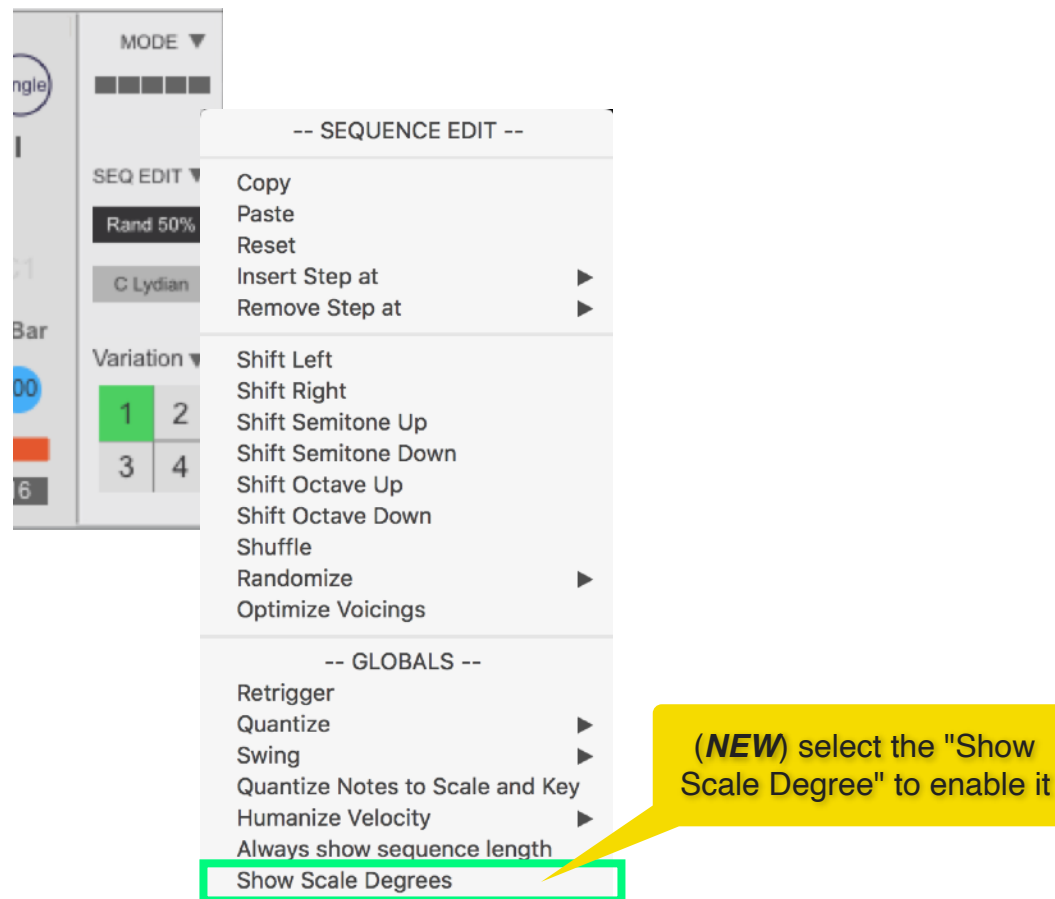 MODE ▼
ngle
SEQ EDIT ▼
Rand 50%
C1
C Lydian
Bar
Variation ▼
00
1 2
3 4
6
-- SEQUENCE EDIT --
Copy
Paste
Reset
Insert Step at ▶
Remove Step at ▶
Shift Left
Shift Right
Shift Semitone Up
Shift Semitone Down
Shift Octave Up
Shift Octave Down
Shuffle
Randomize ▶
Optimize Voicings
-- GLOBALS --
Retrigger
Quantize ▶
Swing ▶
Quantize Notes to Scale and Key
Humanize Velocity ▶
Always show sequence length
Show Scale Degrees
(NEW) select the "Show
Scale Degree" to enable it